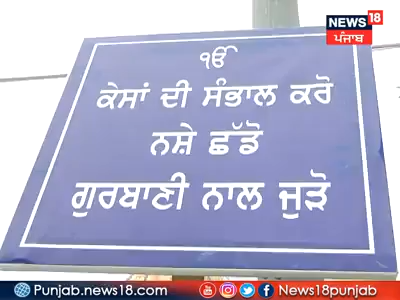 NEWS18
ਪੰਜਾਬ
ੴ
ਕੇਸਾਂ ਦੀ ਸੰਭਾਲ ਕਰੋ
ਨਸ਼ੇ ਛੱਡੋ
ਗੁਰਬਾਣੀ ਨਾਲ ਜੁੜੋ
Punjab.news18.com
News18punjab